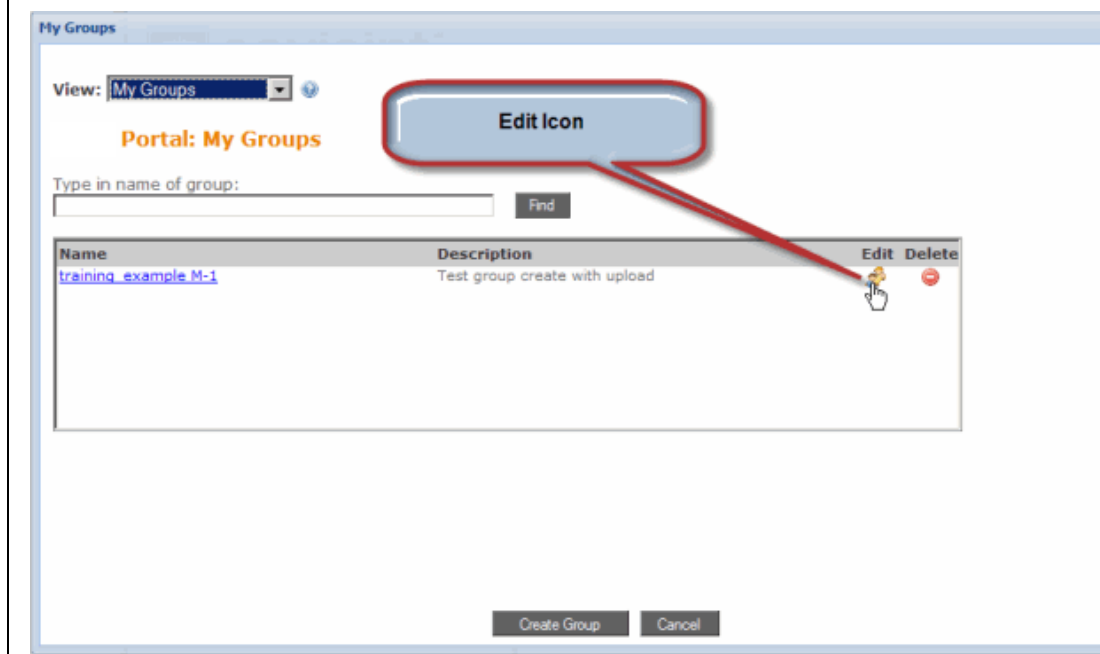 My Groups
View: My Groups
Edit Icon
Portal: My Groups
Type in name of group:
Find
Name Description Edit Delete
training_example M-1 Test group create with upload
Create Group Cancel